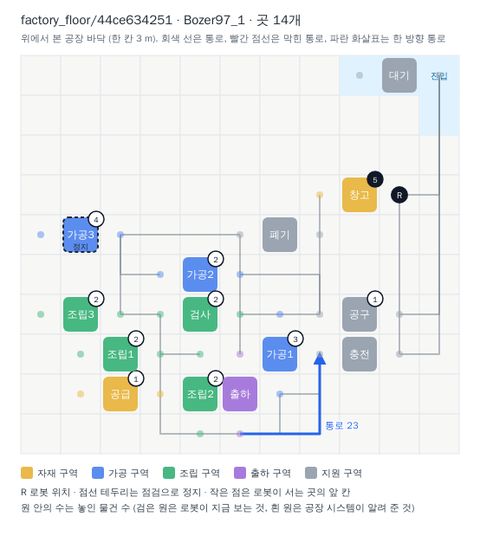 factory_floor/44ce634251 · Bozer97_1 · 곳 14개
위에서 본 공장 바닥 (한 칸 3 m). 회색 선은 통로, 빨간 점선은 막힌 통로, 파란 화살표는 한 방향 통로
대기
전립
5
창고
R
4
가공3
정지
폐기
2
가공2
2
조립3
2
검사
1
공구
2
조립1
3
가공1
충전
1
공급
2
조립2
출하
통로 23
자재 구역
가공 구역
조립 구역
출하 구역
지원 구역
R 로봇 위치 · 점선 테두리는 점검으로 정지 · 작은 점은 로봇이 서는 곳의 앞 칸
원 안의 수는 놓인 물건 수 (검은 원은 로봇이 지금 보는 것, 흰 원은 공장 시스템이 알려 준 것)